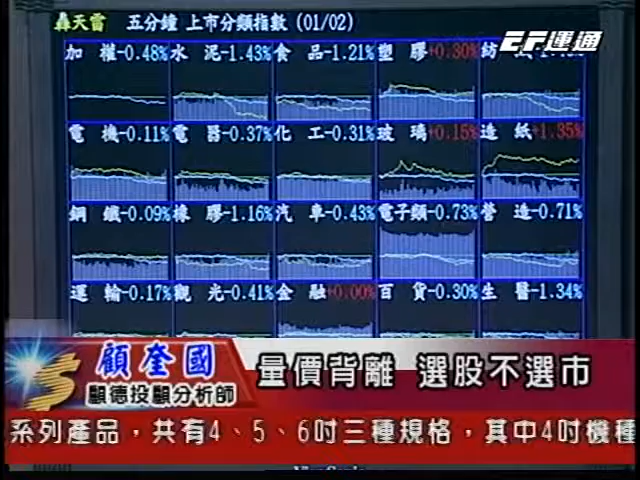 轟天雷 五分鐘 上市分類指數 (01/02)
EF運通
加 權-0.48% 水 泥-1.43% 食 品-1.21% 塑 膠+0.30% 紡
電 機-0.11% 電 器-0.37% 化 工-0.31% 玻 璃+0.15% 造 紙+1.35%
鋼 鐵-0.09% 橡 膠-1.16% 汽 車-0.43% 電子類-0.73% 營 造-0.71%
運 輸-0.17% 觀 光-0.41% 金 融+0.00% 百 貨-0.30% 生 醫-1.34%
顧奎國
顧德投顧分析師
量價背離 選股不選市
系列產品，共有4、5、6吋三種規格，其中4吋機種